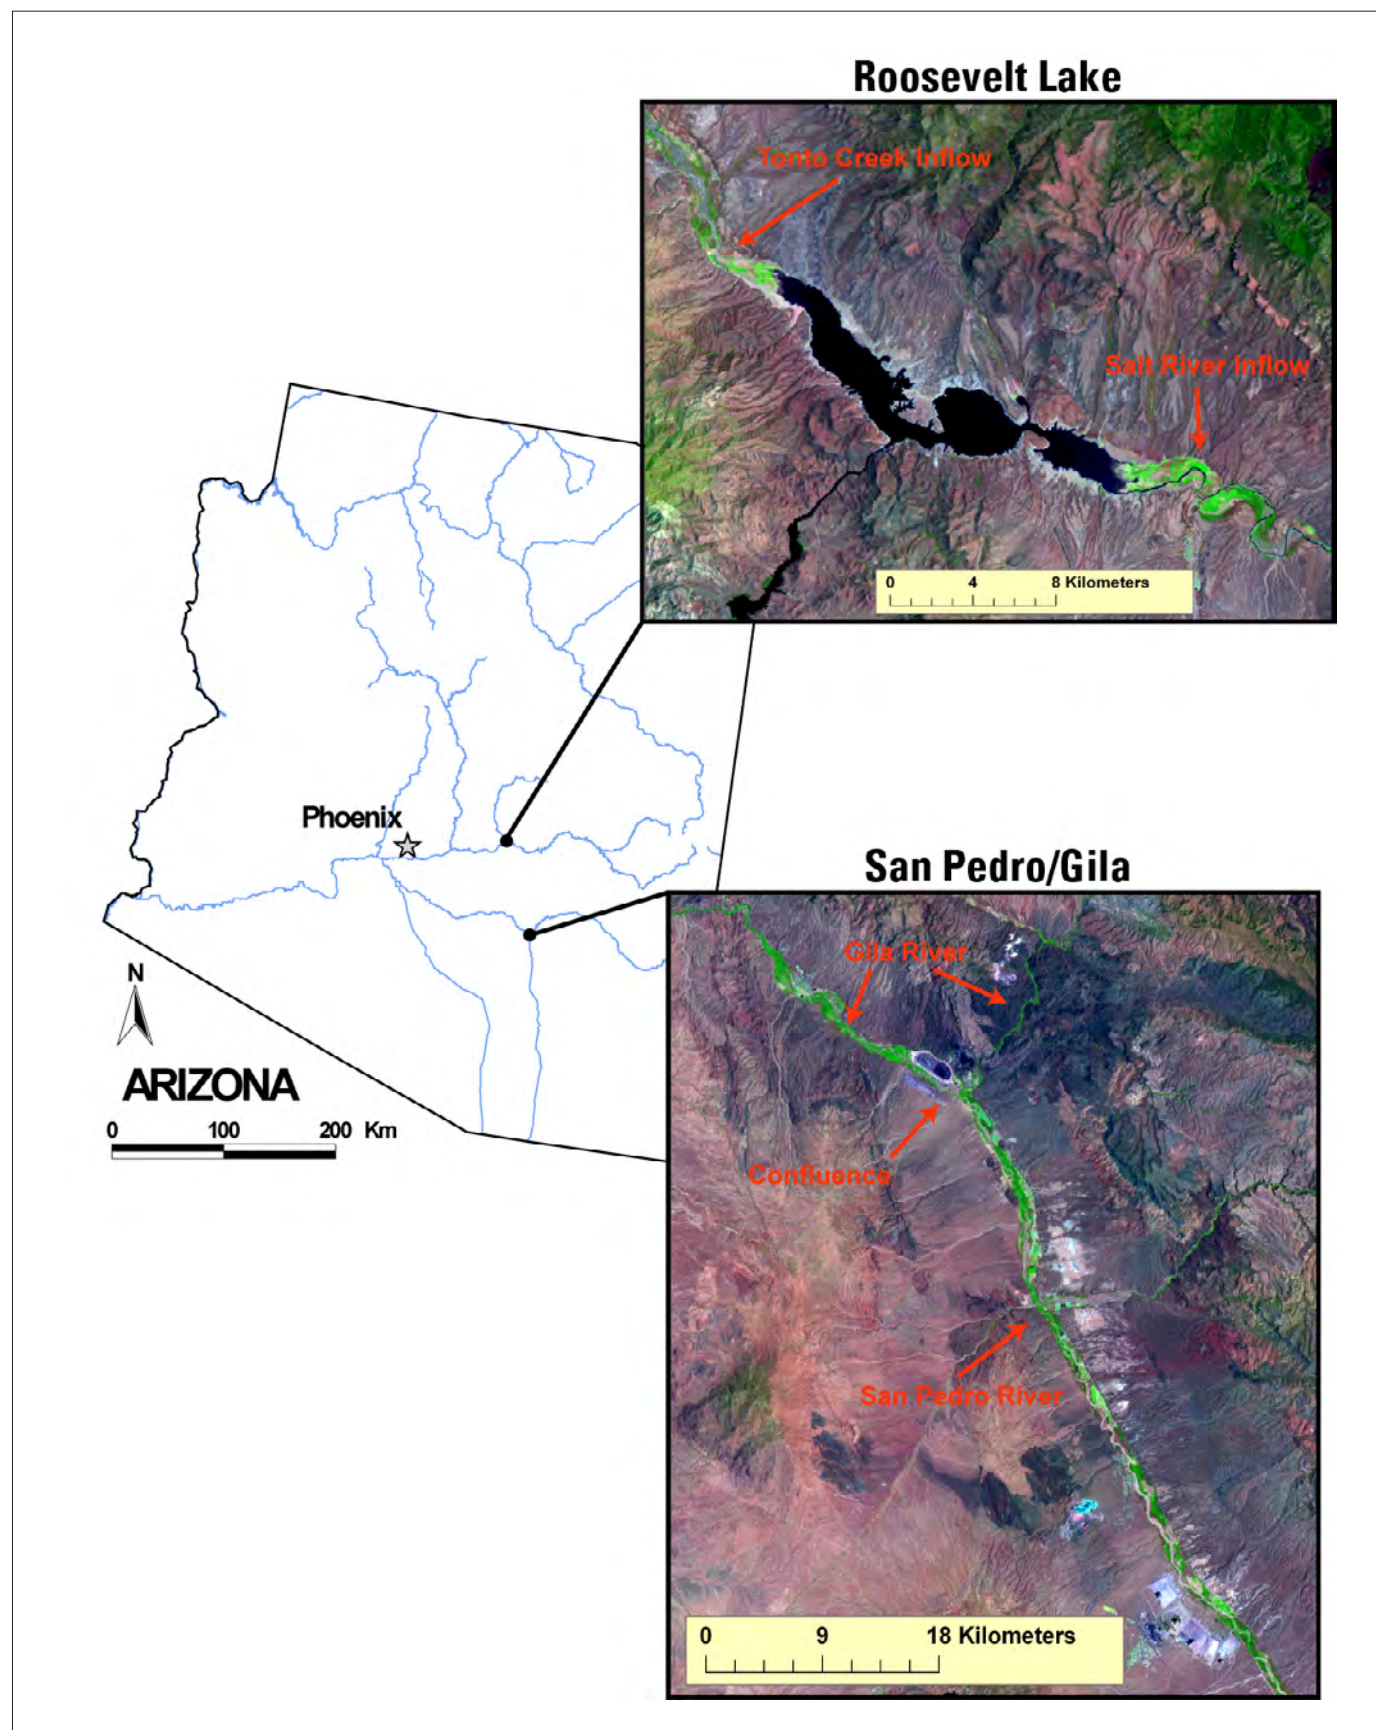 Roosevelt Lake
Tonto Creek Inflow
Salt River Inflow
0 4 8 Kilometers
Phoenix
San Pedro/Gila
Gila River
N
ARIZONA
0 100 200 Km
Confluence
San Pedro River
0 9 18 Kilometers